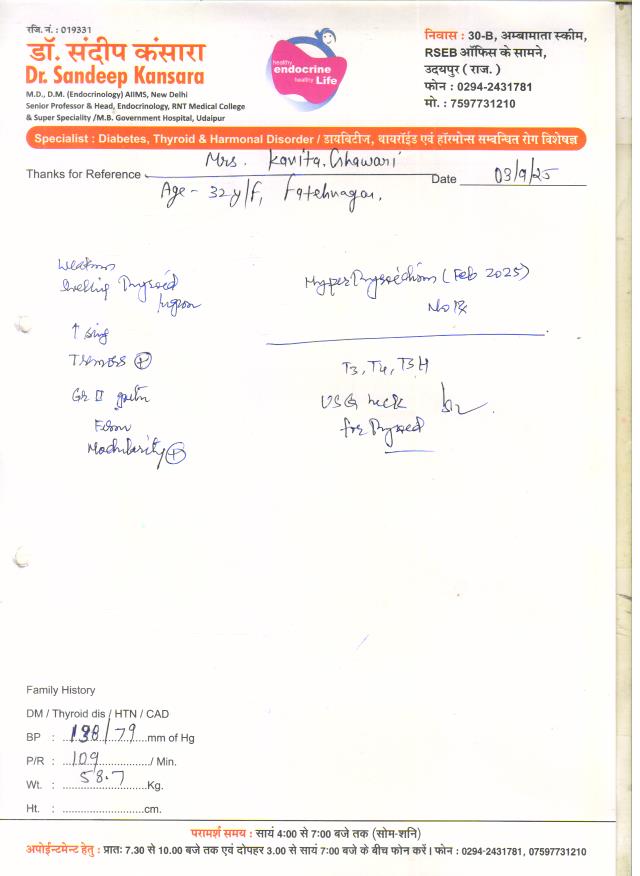 रजि. नं. : 019331
डॉ. संदीप कंसारा
Dr. Sandeep Kansara
M.D., D.M. (Endocrinology) AIIMS, New Delhi
Senior Professor & Head, Endocrinology, RNT Medical College
& Super Speciality /M.B. Government Hospital, Udaipur
healthy
endocrine
healthy Life
निवास : 30-B, अम्बामाता स्कीम,
RSEB ऑफिस के सामने,
उदयपुर ( राज. )
फोन : 0294-2431781
मो. : 7597731210
Specialist : Diabetes, Thyroid & Harmonal Disorder / डायबिटीज, थायरॉईड एवं हॉरमोन्स सम्बन्धित रोग विशेषज्ञ
Mrs. Kavita
Thanks for Reference Date 03/9/25
Age - 32y/F, Fatehnagar.
Swelling Thyroid
Tremors +
Gr II
Firm
Nodularity +
(Feb 2025)
No Rx
T3, T4, TSH
USG neck
for Thyroid
Family History
DM / Thyroid dis / HTN / CAD
BP : 138/79 mm of Hg
P/R : 109 / Min.
Wt. : 58.7 Kg.
Ht. : cm.
परामर्श समय : सायं 4:00 से 7:00 बजे तक (सोम-शनि)
अपोईन्टमेन्ट हेतु : प्रातः 7.30 से 10.00 बजे तक एवं दोपहर 3.00 से सायं 7:00 बजे के बीच फोन करें। फोन : 0294-2431781, 07597731210